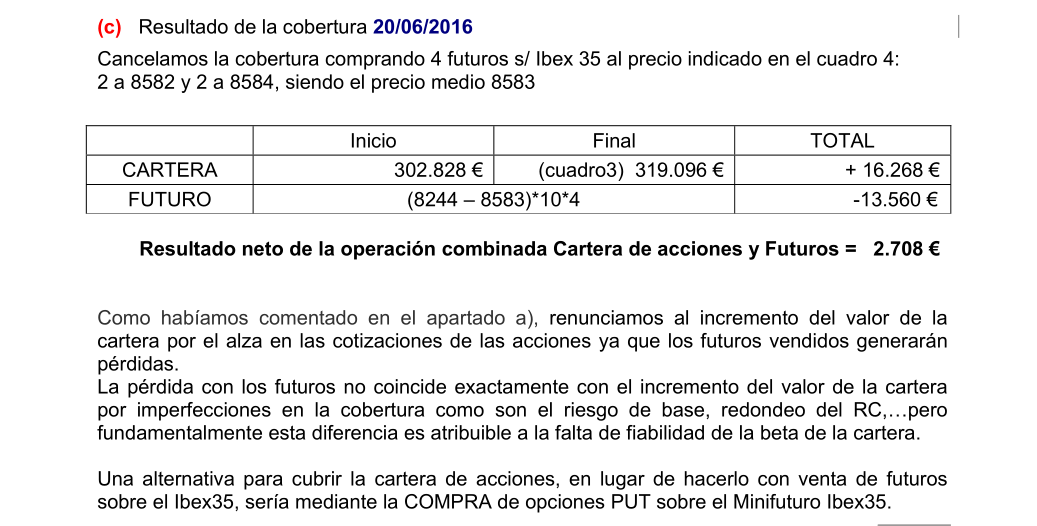 (c) Resultado de la cobertura 20/06/2016
Cancelamos la cobertura comprando 4 futuros s/ Ibex 35 al precio indicado en el cuadro 4:
2 a 8582 y 2 a 8584, siendo el precio medio 8583
Inicio Final TOTAL
CARTERA 302.828 € (cuadro3) 319.096 € + 16.268 €
FUTURO (8244 – 8583)*10*4 -13.560 €
Resultado neto de la operación combinada Cartera de acciones y Futuros = 2.708 €
Como habíamos comentado en el apartado a), renunciamos al incremento del valor de la
cartera por el alza en las cotizaciones de las acciones ya que los futuros vendidos generarán
pérdidas.
La pérdida con los futuros no coincide exactamente con el incremento del valor de la cartera
por imperfecciones en la cobertura como son el riesgo de base, redondeo del RC,…pero
fundamentalmente esta diferencia es atribuible a la falta de fiabilidad de la beta de la cartera.
Una alternativa para cubrir la cartera de acciones, en lugar de hacerlo con venta de futuros
sobre el Ibex35, sería mediante la COMPRA de opciones PUT sobre el Minifuturo Ibex35.